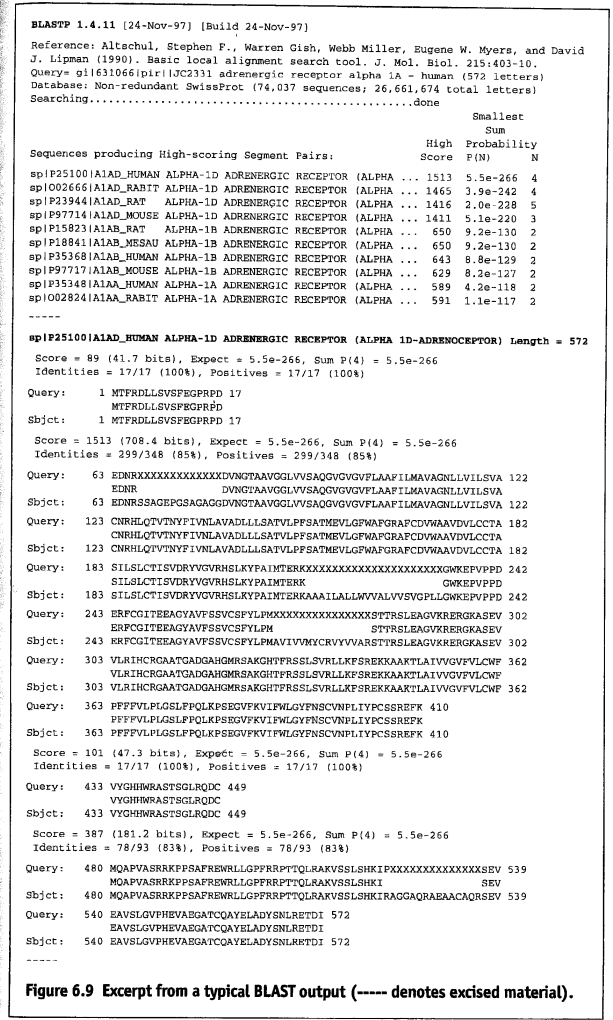 BLASTP 1.4.11 [24-Nov-97] [Build 24-Nov-97]
Reference: Altschul, Stephen F., Warren Gish, Webb Miller, Eugene W. Myers, and David
J. Lipman (1990). Basic local alignment search tool. J. Mol. Biol. 215:403-10.
Query= gi|631066|pir||JC2331 adrenergic receptor alpha 1A - human (572 letters)
Database: Non-redundant SwissProt (74,037 sequences; 26,661,674 total letters)
Searching..................................................done
Smallest
Sum
High Probability
Sequences producing High-scoring Segment Pairs: Score P(N) N
sp|P25100|A1AD_HUMAN ALPHA-1D ADRENERGIC RECEPTOR (ALPHA ... 1513 5.5e-266 4
sp|O02666|A1AD_RABIT ALPHA-1D ADRENERGIC RECEPTOR (ALPHA ... 1465 3.9e-242 4
sp|P23944|A1AD_RAT ALPHA-1D ADRENERGIC RECEPTOR (ALPHA ... 1416 2.0e-228 5
sp|P97714|A1AD_MOUSE ALPHA-1D ADRENERGIC RECEPTOR (ALPHA ... 1411 5.1e-220 3
sp|P15823|A1AB_RAT ALPHA-1B ADRENERGIC RECEPTOR (ALPHA ... 650 9.2e-130 2
sp|P18841|A1AB_MESAU ALPHA-1B ADRENERGIC RECEPTOR (ALPHA ... 650 9.2e-130 2
sp|P35368|A1AB_HUMAN ALPHA-1B ADRENERGIC RECEPTOR (ALPHA ... 643 8.8e-129 2
sp|P97717|A1AB_MOUSE ALPHA-1B ADRENERGIC RECEPTOR (ALPHA ... 629 8.2e-127 2
sp|P35348|A1AA_HUMAN ALPHA-1A ADRENERGIC RECEPTOR (ALPHA ... 589 4.2e-118 2
sp|O02824|A1AA_RABIT ALPHA-1A ADRENERGIC RECEPTOR (ALPHA ... 591 1.1e-117 2
-----
sp|P25100|A1AD_HUMAN ALPHA-1D ADRENERGIC RECEPTOR (ALPHA 1D-ADRENOCEPTOR) Length = 572
Score = 89 (41.7 bits), Expect = 5.5e-266, Sum P(4) = 5.5e-266
Identities = 17/17 (100%), Positives = 17/17 (100%)
Query: 1 MTFRDLLSVSFEGPRPD 17
MTFRDLLSVSFEGPRPD
Sbjct: 1 MTFRDLLSVSFEGPRPD 17
Score = 1513 (708.4 bits), Expect = 5.5e-266, Sum P(4) = 5.5e-266
Identities = 299/348 (85%), Positives = 299/348 (85%)
Query: 63 EDNRXXXXXXXXXXXXDVNGTAAVGGLVVSAQGVGVGVFLAAFILMAVAGNLLVILSVA 122
EDNR DVNGTAAVGGLVVSAQGVGVGVFLAAFILMAVAGNLLVILSVA
Sbjct: 63 EDNRSSAGEPGSAGAGGDVNGTAAVGGLVVSAQGVGVGVFLAAFILMAVAGNLLVILSVA 122
Query: 123 CNRHLQTVTNYFIVNLAVADLLLSATVLPFSATMEVLGFWAFGRAFCDVWAAVDVLCCTA 182
CNRHLQTVTNYFIVNLAVADLLLSATVLPFSATMEVLGFWAFGRAFCDVWAAVDVLCCTA
Sbjct: 123 CNRHLQTVTNYFIVNLAVADLLLSATVLPFSATMEVLGFWAFGRAFCDVWAAVDVLCCTA 182
Query: 183 SILSLCTISVDRYVGVRHSLKYPAIMTERKXXXXXXXXXXXXXXXXXXXGWKEPVPPD 242
SILSLCTISVDRYVGVRHSLKYPAIMTERK GWKEPVPPD
Sbjct: 183 SILSLCTISVDRYVGVRHSLKYPAIMTERKAAAILALLWVVALVVSVGPLLGWKEPVPPD 242
Query: 243 ERFCGITEEAGYAVFSSVCSFYLPMXXXXXXXXXXXXXXXSTTRSLEAGVKRERGKASEV 302
ERFCGITEEAGYAVFSSVCSFYLPM STTRSLEAGVKRERGKASEV
Sbjct: 243 ERFCGITEEAGYAVFSSVCSFYLPMAVIVVMYCRVYVVARSTTRSLEAGVKRERGKASEV 302
Query: 303 VLRIHCRGAATGADGAHGMRSAKGHTFRSSLSVRLLKFSREKKAAKTLAIVVGVFVLCWF 362
VLRIHCRGAATGADGAHGMRSAKGHTFRSSLSVRLLKFSREKKAAKTLAIVVGVFVLCWF
Sbjct: 303 VLRIHCRGAATGADGAHGMRSAKGHTFRSSLSVRLLKFSREKKAAKTLAIVVGVFVLCWF 362
Query: 363 PFFFVLPLGSLFPQLKPSEGVFKVIFWLGYFNSCVNPLIYPCSSREFK 410
PFFFVLPLGSLFPQLKPSEGVFKVIFWLGYFNSCVNPLIYPCSSREFK
Sbjct: 363 PFFFVLPLGSLFPQLKPSEGVFKVIFWLGYFNSCVNPLIYPCSSREFK 410
Score = 101 (47.3 bits), Expect = 5.5e-266, Sum P(4) = 5.5e-266
Identities = 17/17 (100%), Positives = 17/17 (100%)
Query: 433 VYGHHWRASTSGLRQDC 449
VYGHHWRASTSGLRQDC
Sbjct: 433 VYGHHWRASTSGLRQDC 449
Score = 387 (181.2 bits), Expect = 5.5e-266, Sum P(4) = 5.5e-266
Identities = 78/93 (83%), Positives = 78/93 (83%)
Query: 480 MQAPVASRRKPPSAFREWRLLGPFRRPTTQLRAKVSSLSHKIPXXXXXXXXXXXXXXSEV 539
MQAPVASRRKPPSAFREWRLLGPFRRPTTQLRAKVSSLSHKI SEV
Sbjct: 480 MQAPVASRRKPPSAFREWRLLGPFRRPTTQLRAKVSSLSHKIRAGGAQRAEAACAQRSEV 539
Query: 540 EAVSLGVPHEVAEGATCQAYELADYSNLRETDI 572
EAVSLGVPHEVAEGATCQAYELADYSNLRETDI
Sbjct: 540 EAVSLGVPHEVAEGATCQAYELADYSNLRETDI 572
-----
Figure 6.9 Excerpt from a typical BLAST output (----- denotes excised material).